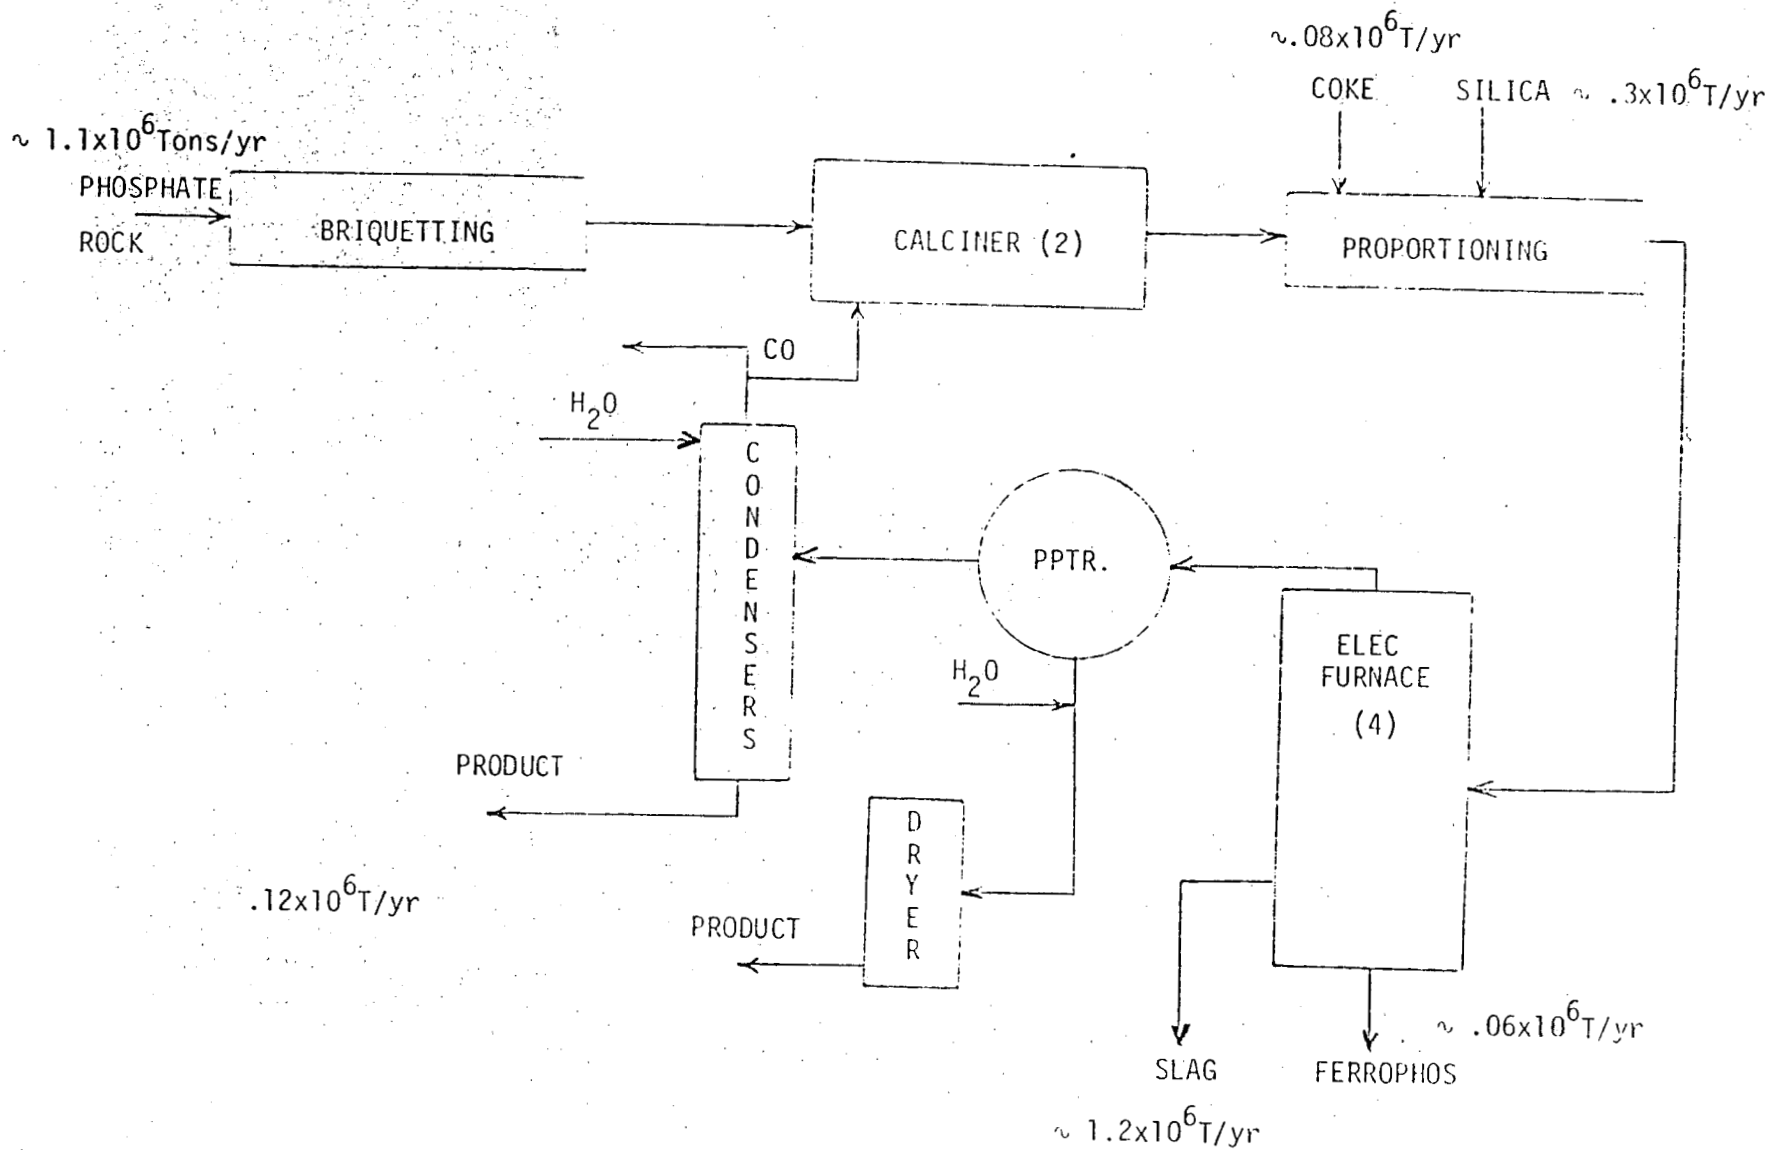 ~.08x10⁶T/yr
COKE SILICA ~ .3x10⁶T/yr
~ 1.1x10⁶Tons/yr
PHOSPHATE
ROCK
BRIQUETTING
CALCINER (2)
PROPORTIONING
CO
H₂O
CONDENSERS
PPTR.
H₂O
ELEC
FURNACE
(4)
PRODUCT
.12x10⁶T/yr
DRYER
PRODUCT
~ .06x10⁶T/yr
SLAG
FERROPHOS
~ 1.2x10⁶T/yr